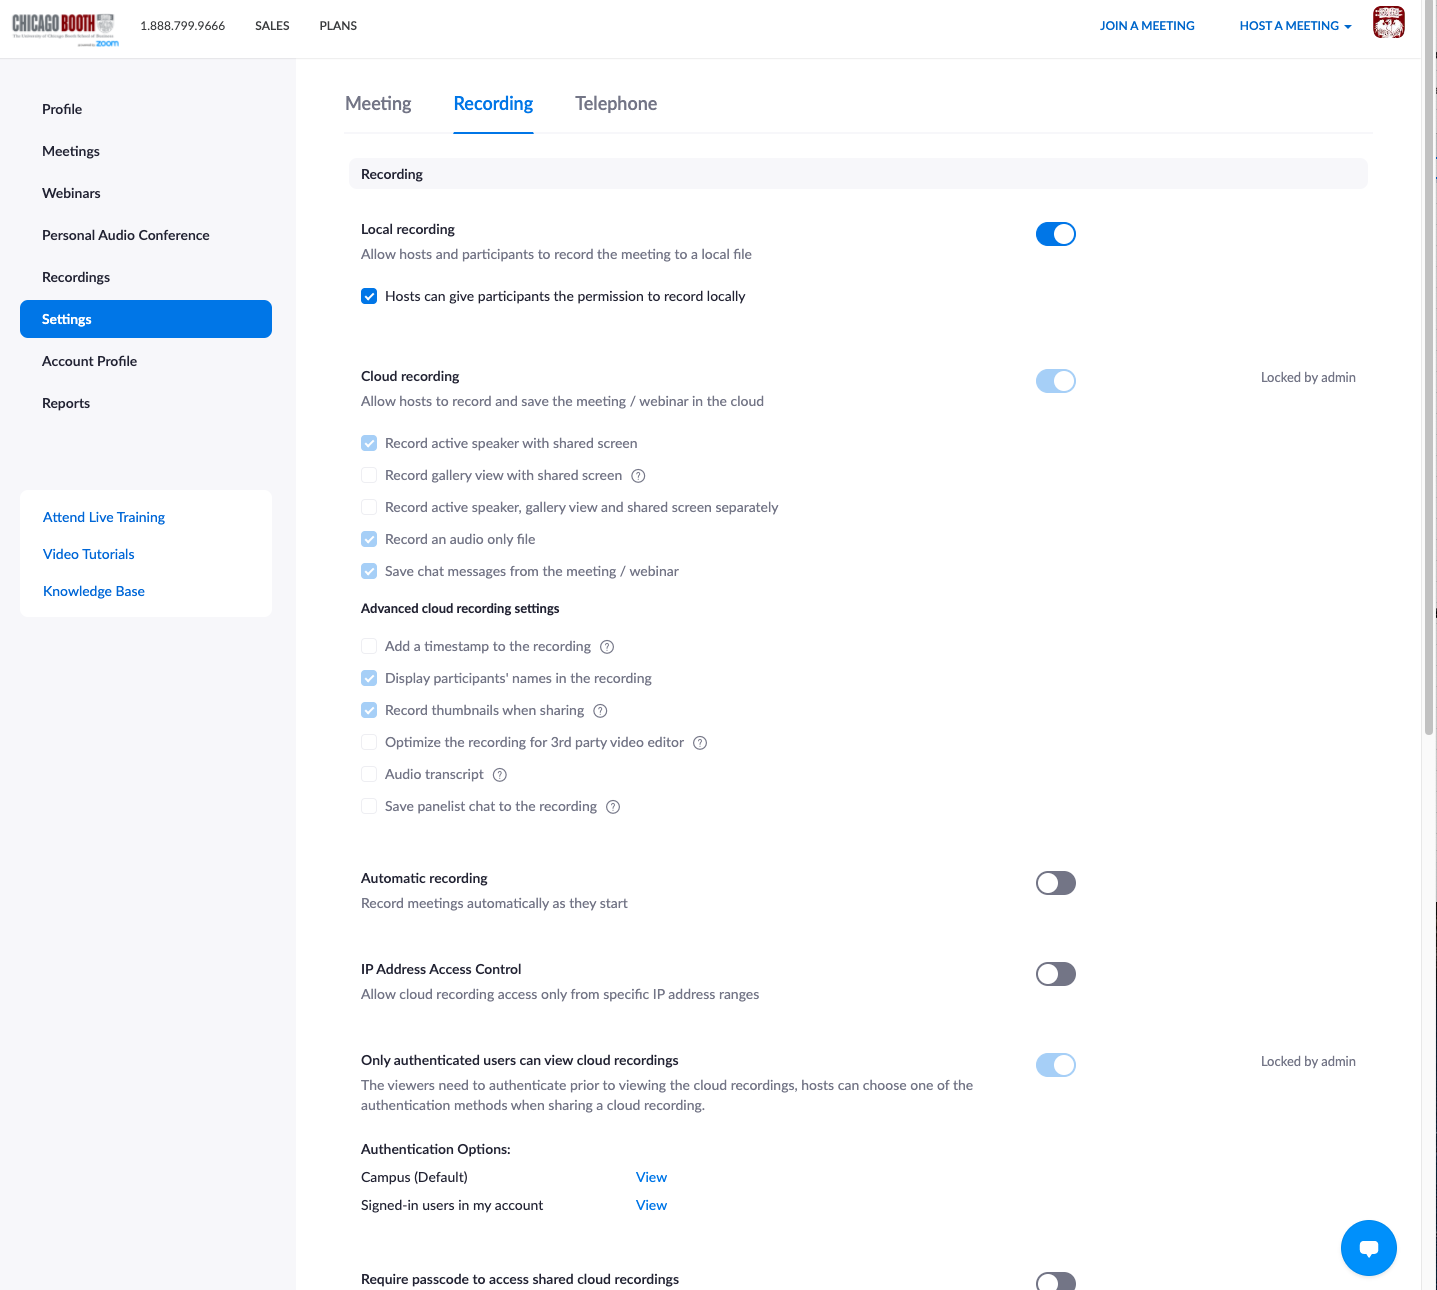 CHICAGO BOOTH
The University of Chicago Booth School of Business
powered by zoom
1.888.799.9666
SALES
PLANS
JOIN A MEETING
HOST A MEETING
Profile
Meetings
Webinars
Personal Audio Conference
Recordings
Settings
Account Profile
Reports
Attend Live Training
Video Tutorials
Knowledge Base
Meeting
Recording
Telephone
Recording
Local recording
Allow hosts and participants to record the meeting to a local file
Hosts can give participants the permission to record locally
Cloud recording
Locked by admin
Allow hosts to record and save the meeting / webinar in the cloud
Record active speaker with shared screen
Record gallery view with shared screen
Record active speaker, gallery view and shared screen separately
Record an audio only file
Save chat messages from the meeting / webinar
Advanced cloud recording settings
Add a timestamp to the recording
Display participants' names in the recording
Record thumbnails when sharing
Optimize the recording for 3rd party video editor
Audio transcript
Save panelist chat to the recording
Automatic recording
Record meetings automatically as they start
IP Address Access Control
Allow cloud recording access only from specific IP address ranges
Only authenticated users can view cloud recordings
Locked by admin
The viewers need to authenticate prior to viewing the cloud recordings, hosts can choose one of the
authentication methods when sharing a cloud recording.
Authentication Options:
Campus (Default) View
Signed-in users in my account View
Require passcode to access shared cloud recordings